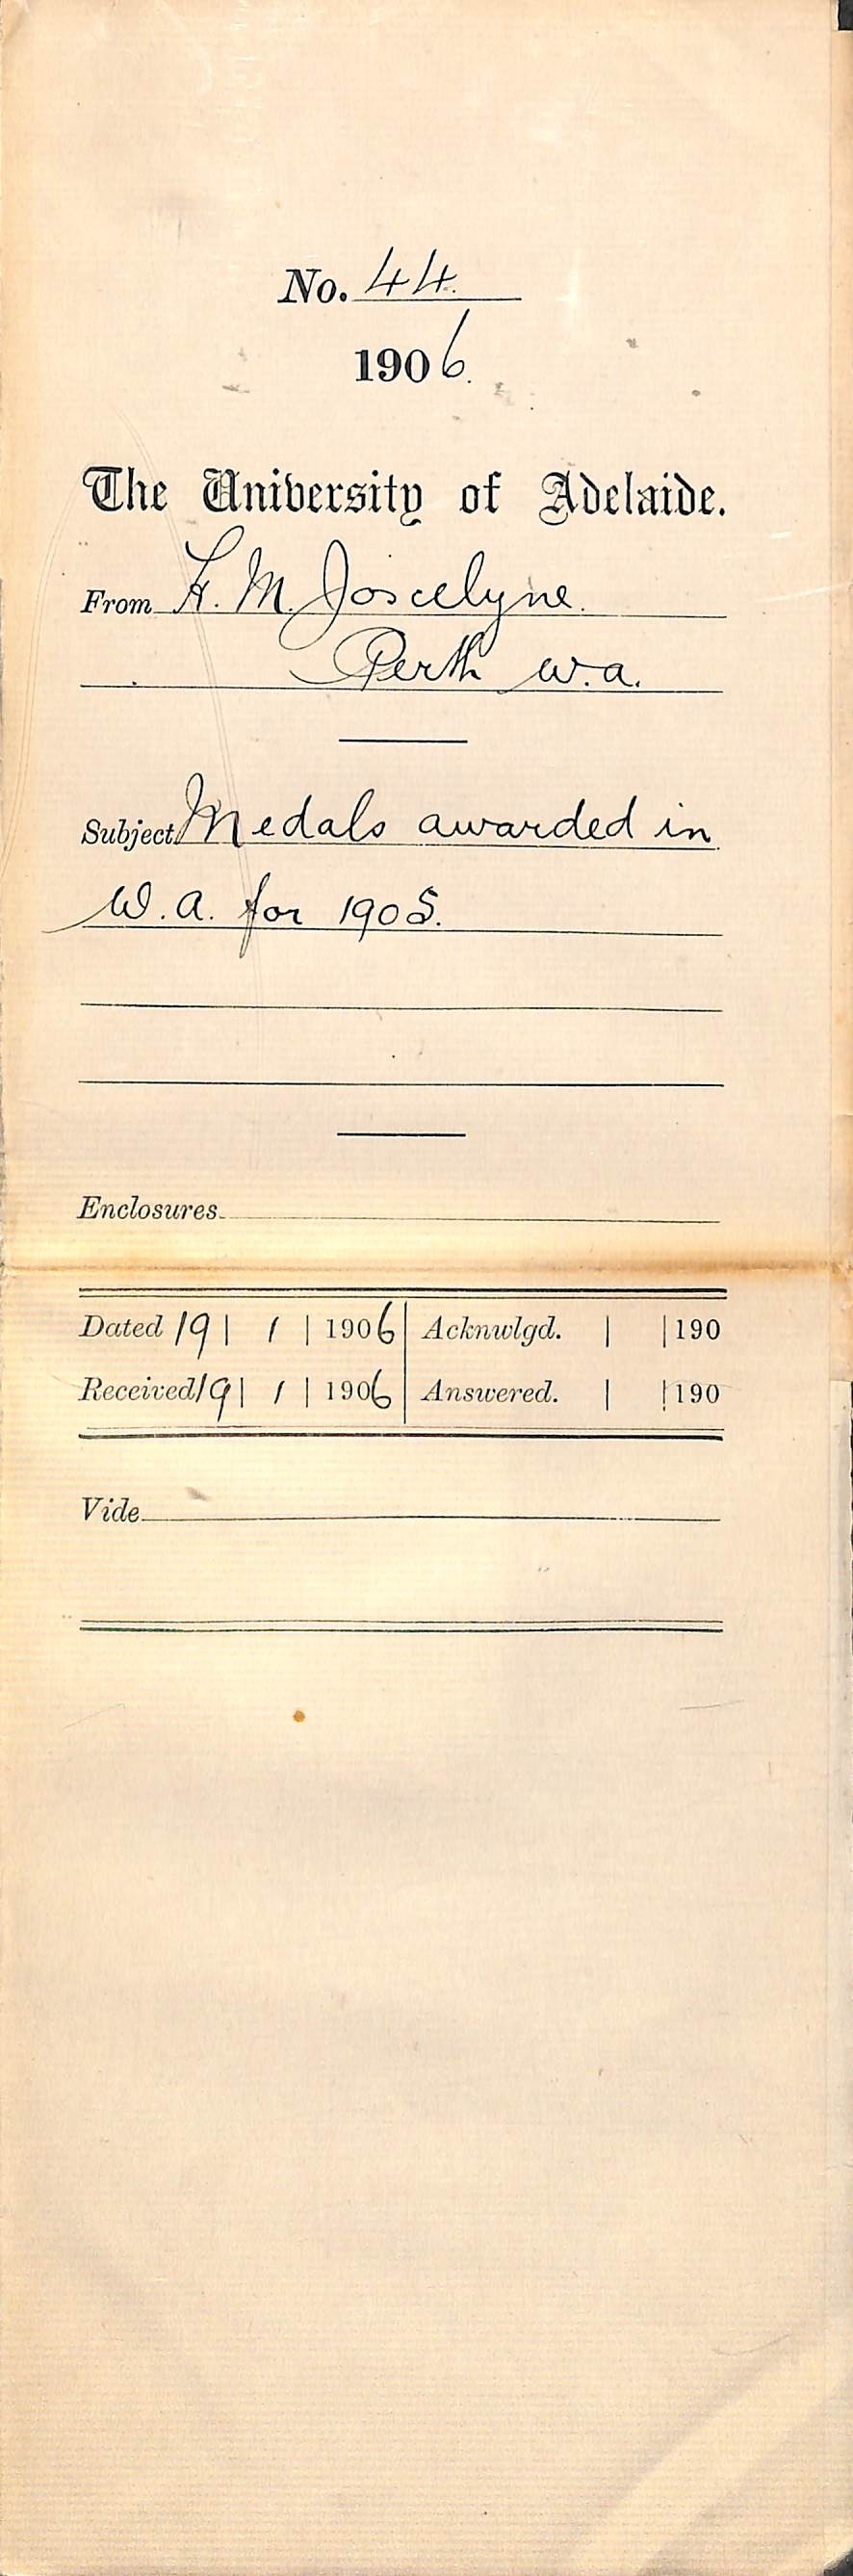 No. 44.
1906.
The University of Adelaide.
From F. M. Joscelyne.
Perth W.A.
Subject Medals awarded in
W.A. for 1905.
Enclosures
Dated 19 | 1 | 1906 | Acknwlgd. | | 190
Received 19 | 1 | 1906 | Answered. | | 190
Vide